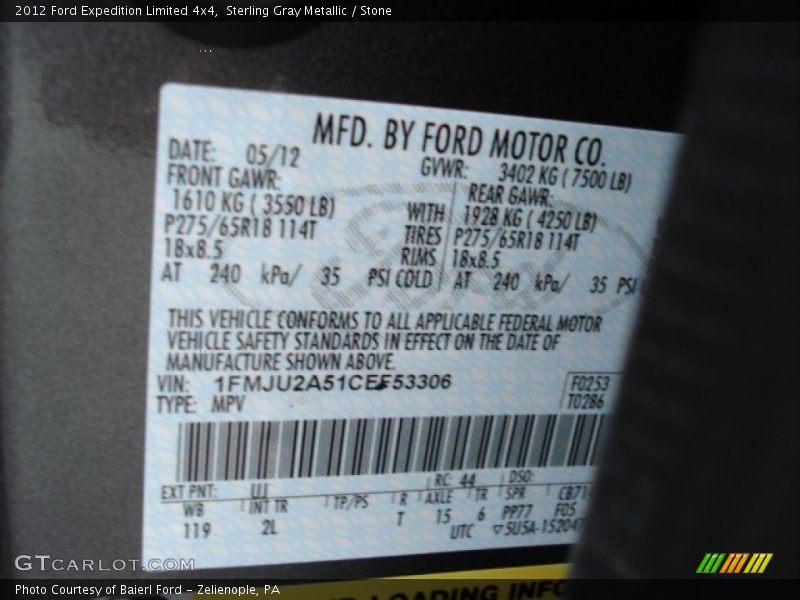 2012 Ford Expedition Limited 4x4, Sterling Gray Metallic / Stone
MFD. BY FORD MOTOR CO.
DATE: 05/12 GVWR: 3402 KG ( 7500 LB)
FRONT GAWR: REAR GAWR:
1610 KG ( 3550 LB) WITH 1928 KG ( 4250 LB)
P275/65R18 114T TIRES P275/65R18 114T
18x8.5 RIMS 18x8.5
AT 240 kPa/ 35 PSI COLD AT 240 kPa/ 35 PSI
THIS VEHICLE CONFORMS TO ALL APPLICABLE FEDERAL MOTOR
VEHICLE SAFETY STANDARDS IN EFFECT ON THE DATE OF
MANUFACTURE SHOWN ABOVE.
VIN: 1FMJU2A51CEF53306 F0253
TYPE: MPV T0286
EXT PNT: UJ RC: 44 DSO:
WB INT TR TP/PS R AXLE TR SPR CB71
119 2L T 15 6 PP77 F05
UTC ▽5U5A-152047
GTCARLOT.COM
LOADING INFO
Photo Courtesy of Baierl Ford - Zelienople, PA